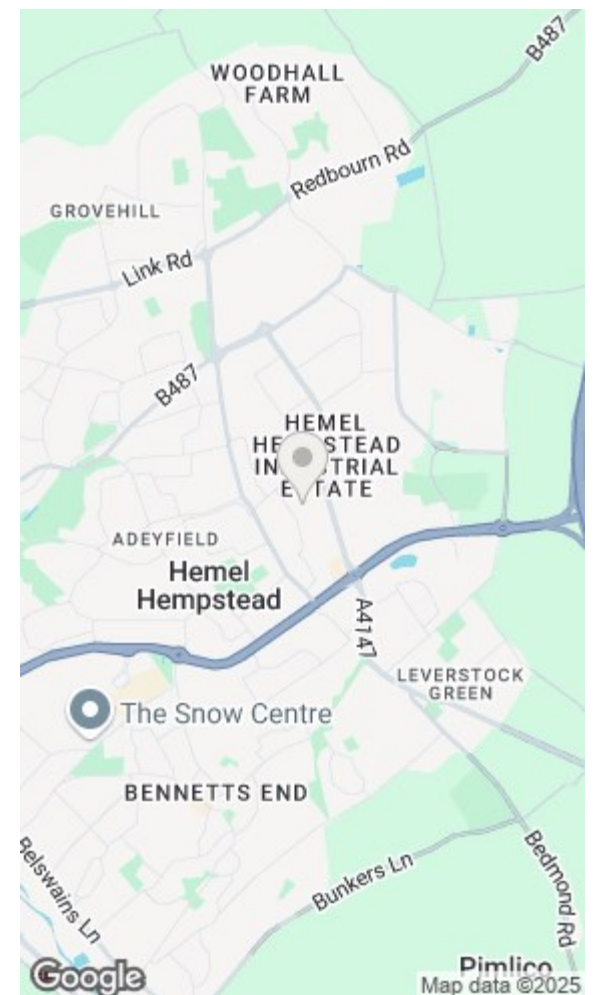 B487
WOODHALL
FARM
Redbourn Rd
GROVEHILL
Link Rd
B487
HEMEL
HEMPSTEAD
INDUSTRIAL
ESTATE
ADEYFIELD
Hemel
Hempstead
A4147
LEVERSTOCK
GREEN
The Snow Centre
BENNETTS END
Belswains Ln
Bunkers Ln
Bedmond Rd
Pimlico
Google
Map data ©2025